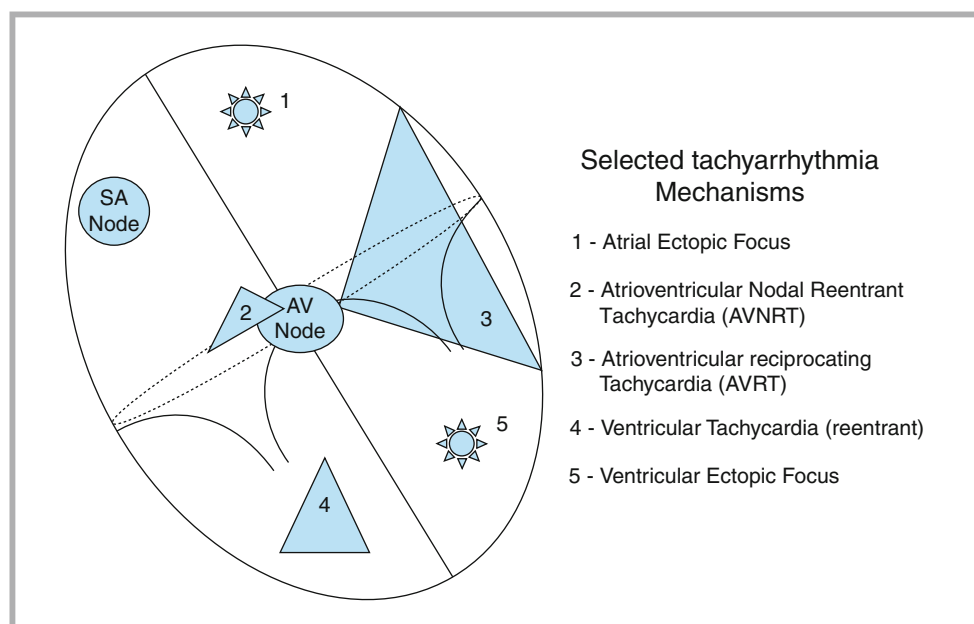 1
SA
Node
AV
Node
2
3
5
4
Selected tachyarrhythmia
Mechanisms
1 - Atrial Ectopic Focus
2 - Atrioventricular Nodal Reentrant
Tachycardia (AVNRT)
3 - Atrioventricular reciprocating
Tachycardia (AVRT)
4 - Ventricular Tachycardia (reentrant)
5 - Ventricular Ectopic Focus